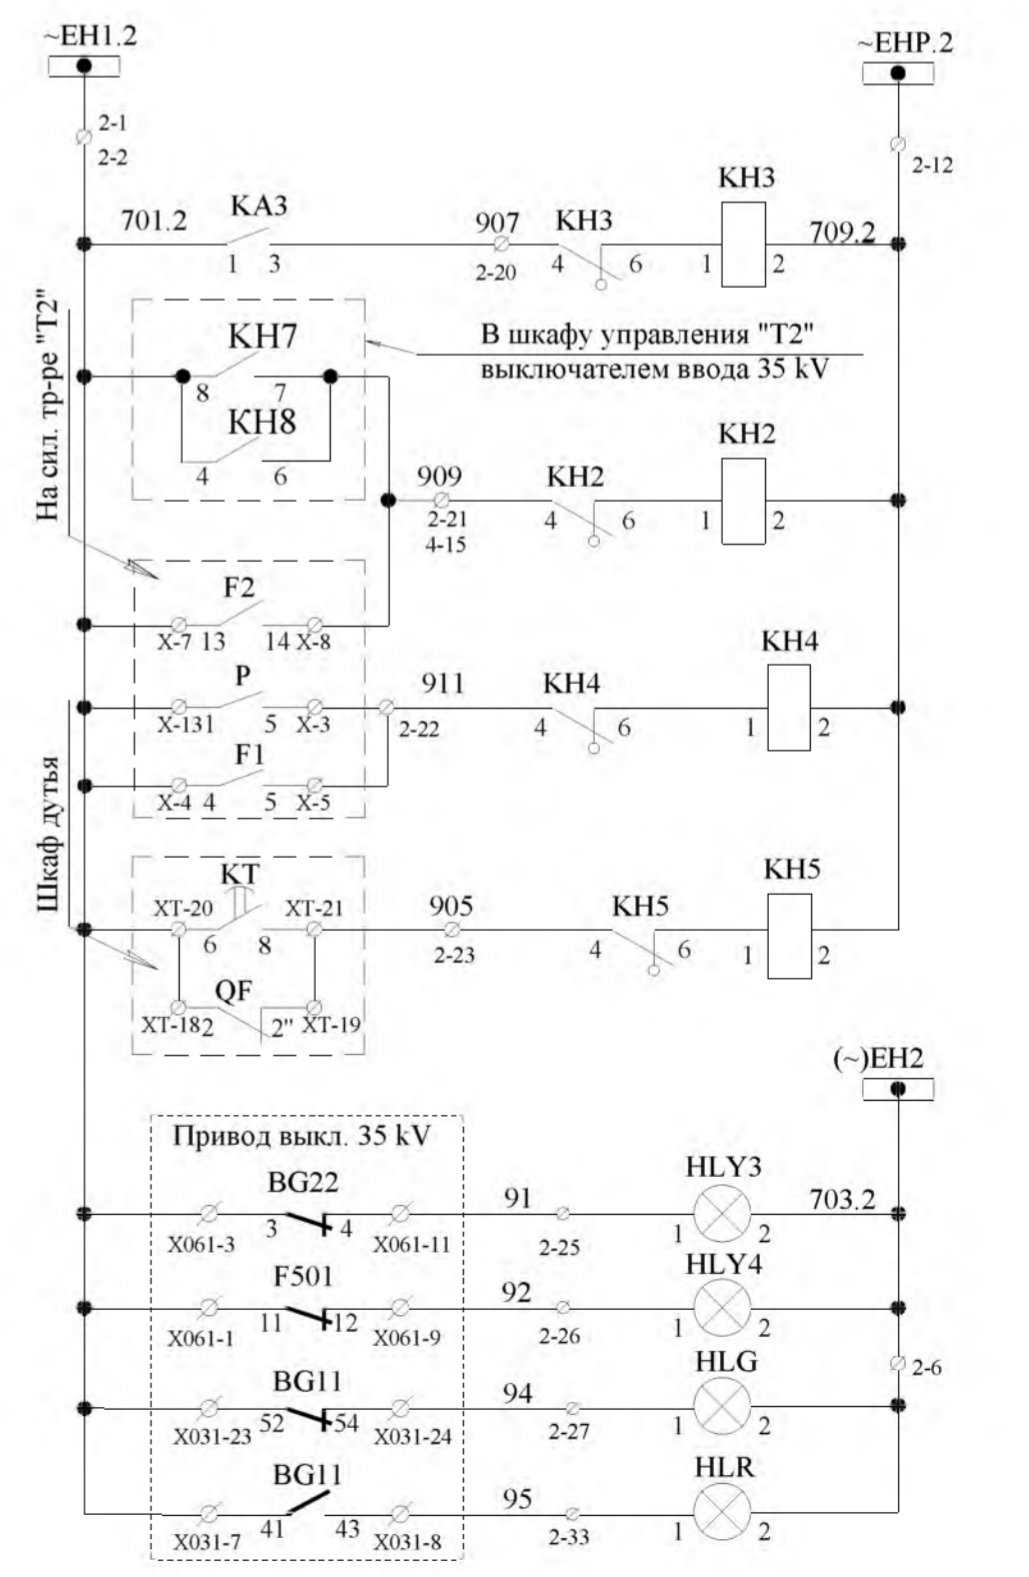 ~EH1.2
~EHP.2
2-1
2-2
2-12
701.2
KA3
1 3
907
2-20
KH3
4 6
KH3
1 2
709.2
На сил. тр-ре "Т2"
KH7
8 7
KH8
4 6
В шкафу управления "Т2"
выключателем ввода 35 kV
909
2-21
4-15
KH2
4 6
KH2
1 2
F2
X-7 13 14 X-8
P
X-131 5 X-3
911
2-22
KH4
4 6
KH4
1 2
F1
X-4 4 5 X-5
Шкаф дутья
KT
XT-20 XT-21
6 8
905
2-23
KH5
4 6
KH5
1 2
QF
XT-182 2" XT-19
(~)EH2
Привод выкл. 35 kV
BG22
X061-3 3 4 X061-11
91
2-25
HLY3
1 2
703.2
F501
X061-1 11 12 X061-9
92
2-26
HLY4
1 2
2-6
BG11
X031-23 52 54 X031-24
94
2-27
HLG
1 2
BG11
X031-7 41 43 X031-8
95
2-33
HLR
1 2